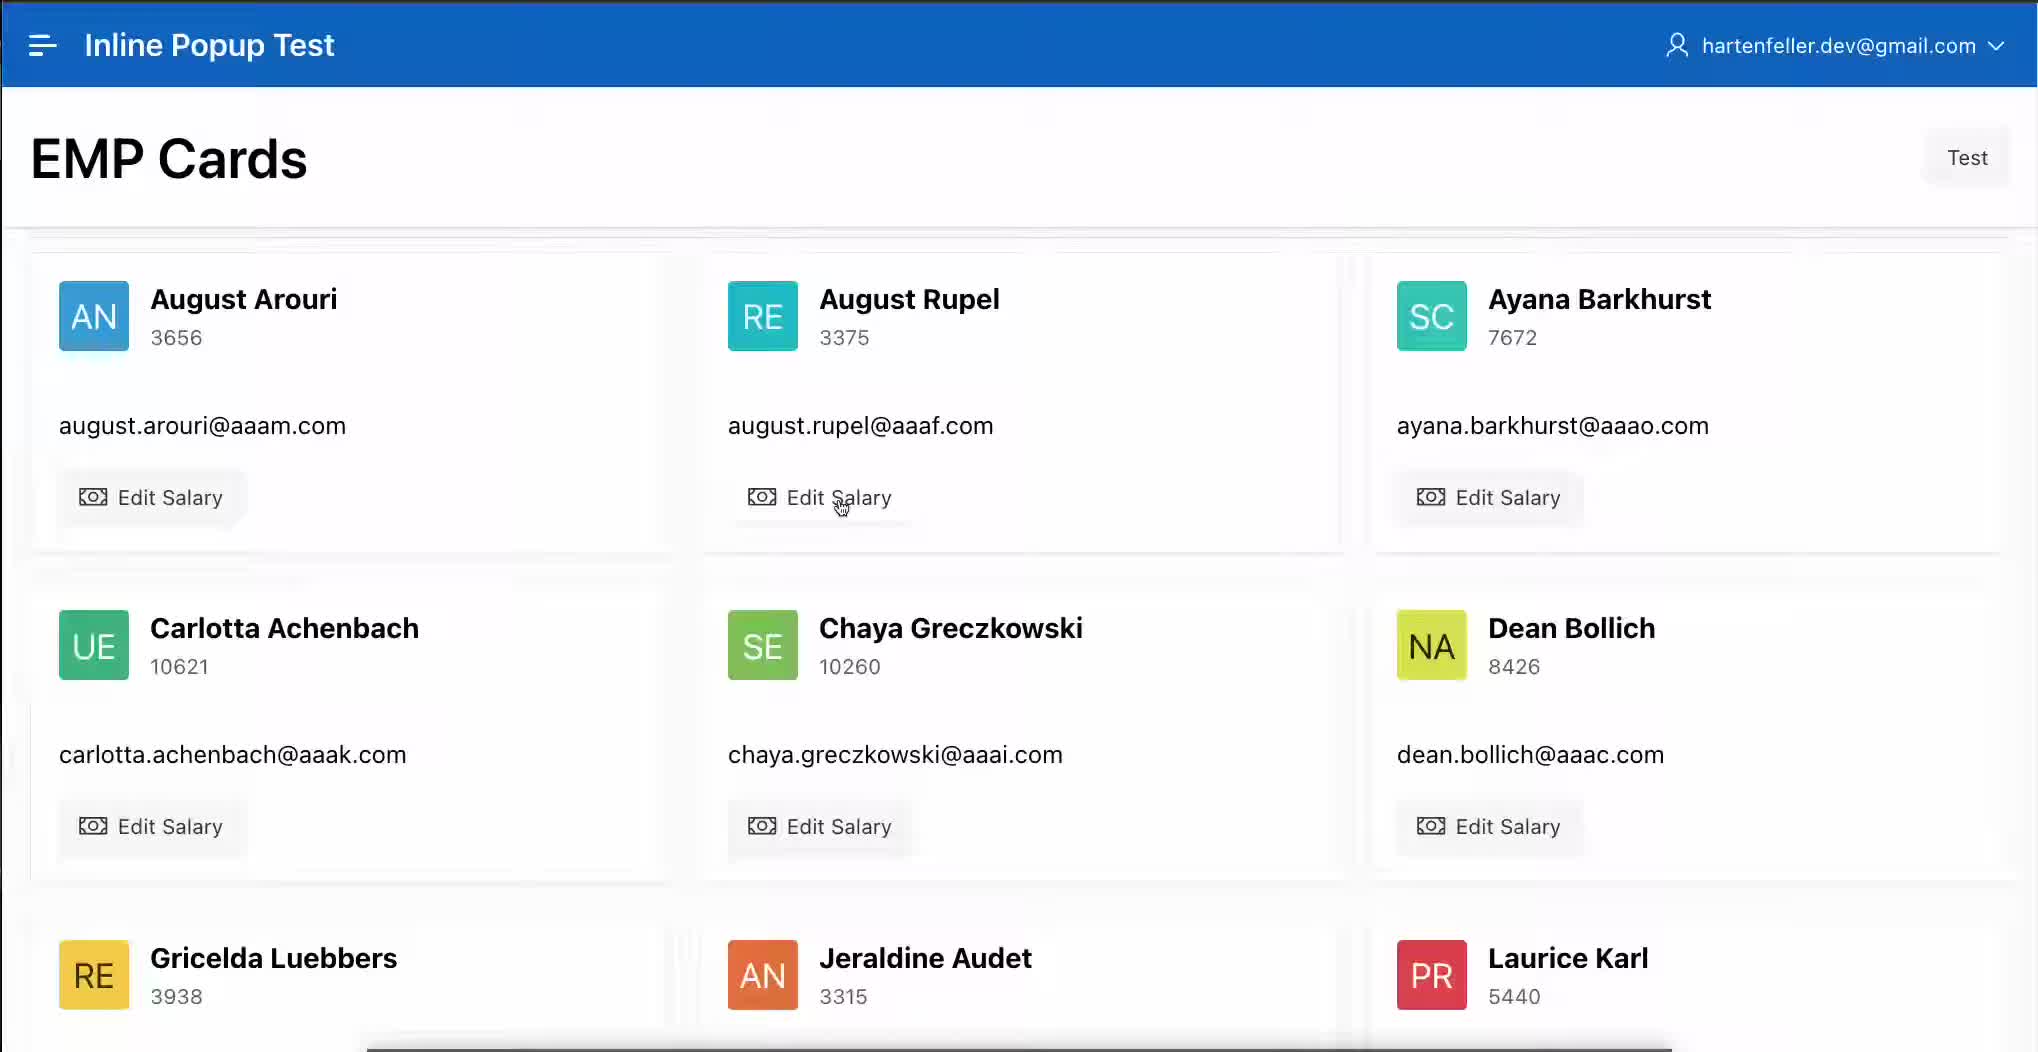 Inline Popup Test
hartenfeller.dev@gmail.com
EMP Cards
Test
AN
August Arouri
3656
august.arouri@aaam.com
Edit Salary
RE
August Rupel
3375
august.rupel@aaaf.com
Edit Salary
SC
Ayana Barkhurst
7672
ayana.barkhurst@aaao.com
Edit Salary
UE
Carlotta Achenbach
10621
carlotta.achenbach@aaak.com
Edit Salary
SE
Chaya Greczkowski
10260
chaya.greczkowski@aaai.com
Edit Salary
NA
Dean Bollich
8426
dean.bollich@aaac.com
Edit Salary
RE
Gricelda Luebbers
3938
AN
Jeraldine Audet
3315
PR
Laurice Karl
5440